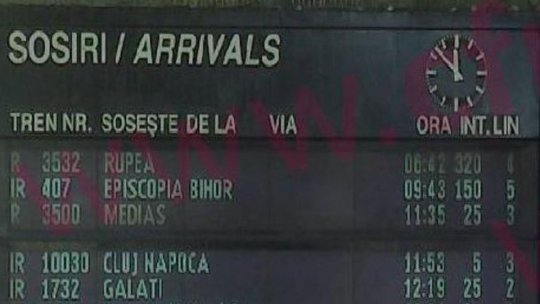 SOSIRI / ARRIVALS
TREN NR. SOSEȘTE DE LA VIA ORA INT. LIN
R 3532 RUPEA 06:42 320 4
IR 407 EPISCOPIA BIHOR 09:43 150 5
R 3500 MEDIAS 11:35 25 3
IR 10030 CLUJ NAPOCA 11:53 5 3
IR 1732 GALATI 12:19 25 2